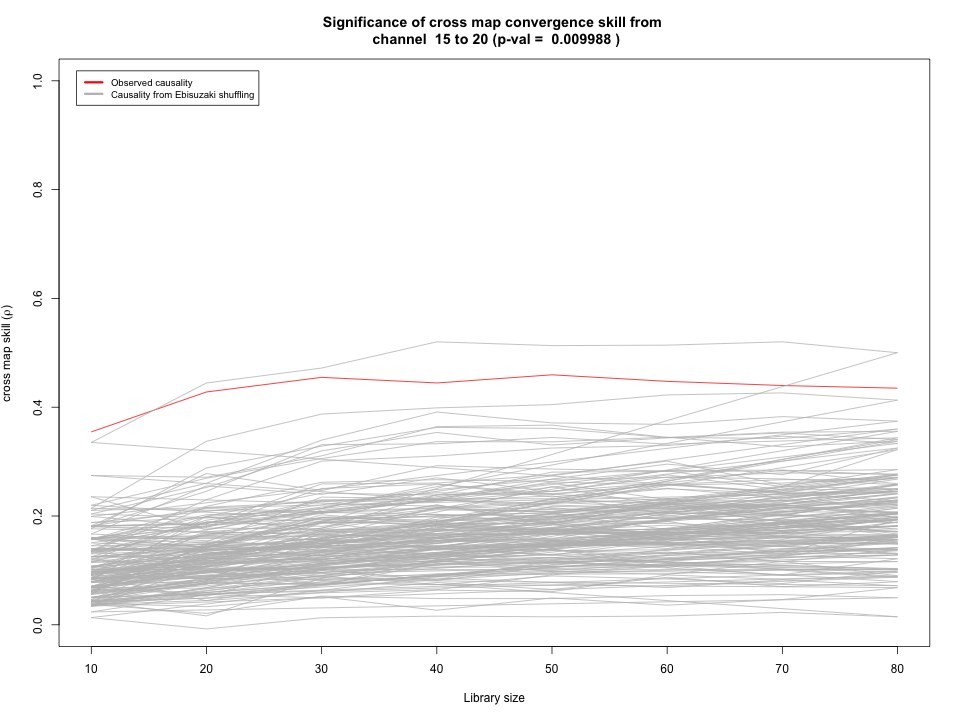 Significance of cross map convergence skill from
channel  15 to 20 (p-val =  0.009988 )
Observed causality
Causality from Ebisuzaki shuffling
cross map skill (ρ)
1.0
0.8
0.6
0.4
0.2
0.0
10 20 30 40 50 60 70 80
Library size